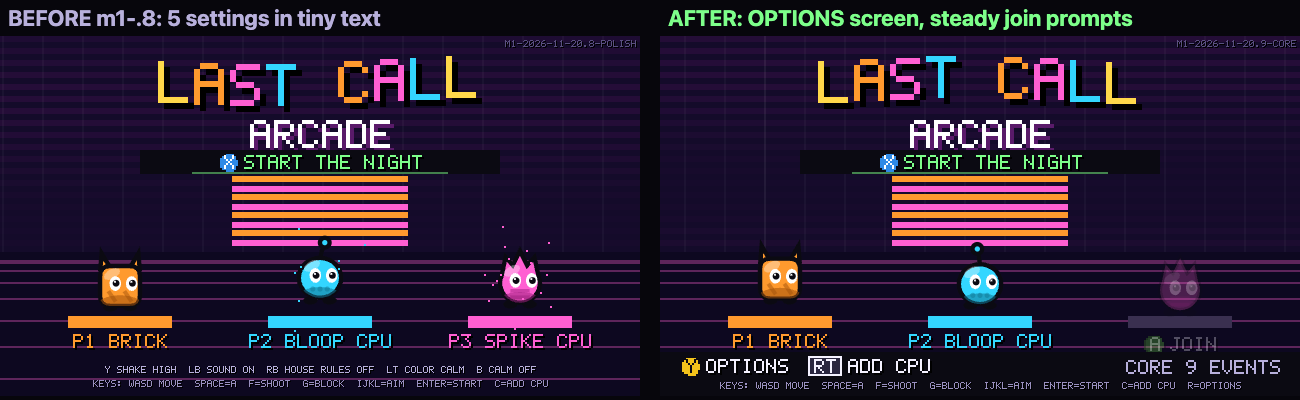 BEFORE m1-.8: 5 settings in tiny text
M1-2026-11-20.8-POLISH
LAST CALL
ARCADE
X START THE NIGHT
P1 BRICK
P2 BLOOP CPU
P3 SPIKE CPU
Y SHAKE HIGH LB SOUND ON RB HOUSE RULES OFF LT COLOR CALM B CALM OFF
KEYS: WASD MOVE SPACE=A F=SHOOT G=BLOCK IJKL=AIM ENTER=START C=ADD CPU
AFTER: OPTIONS screen, steady join prompts
M1-2026-11-20.9-CORE
LAST CALL
ARCADE
X START THE NIGHT
P1 BRICK
P2 BLOOP CPU
A JOIN
Y OPTIONS RT ADD CPU
CORE 9 EVENTS
KEYS: WASD MOVE SPACE=A F=SHOOT G=BLOCK IJKL=AIM ENTER=START C=ADD CPU R=OPTIONS